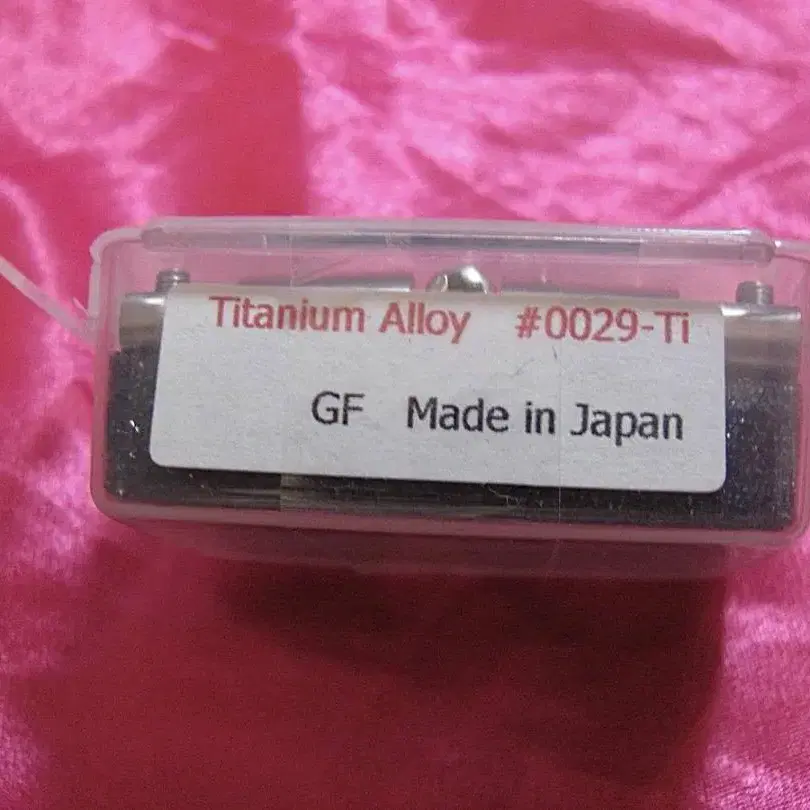 Titanium Alloy #0029-Ti
GF Made in Japan